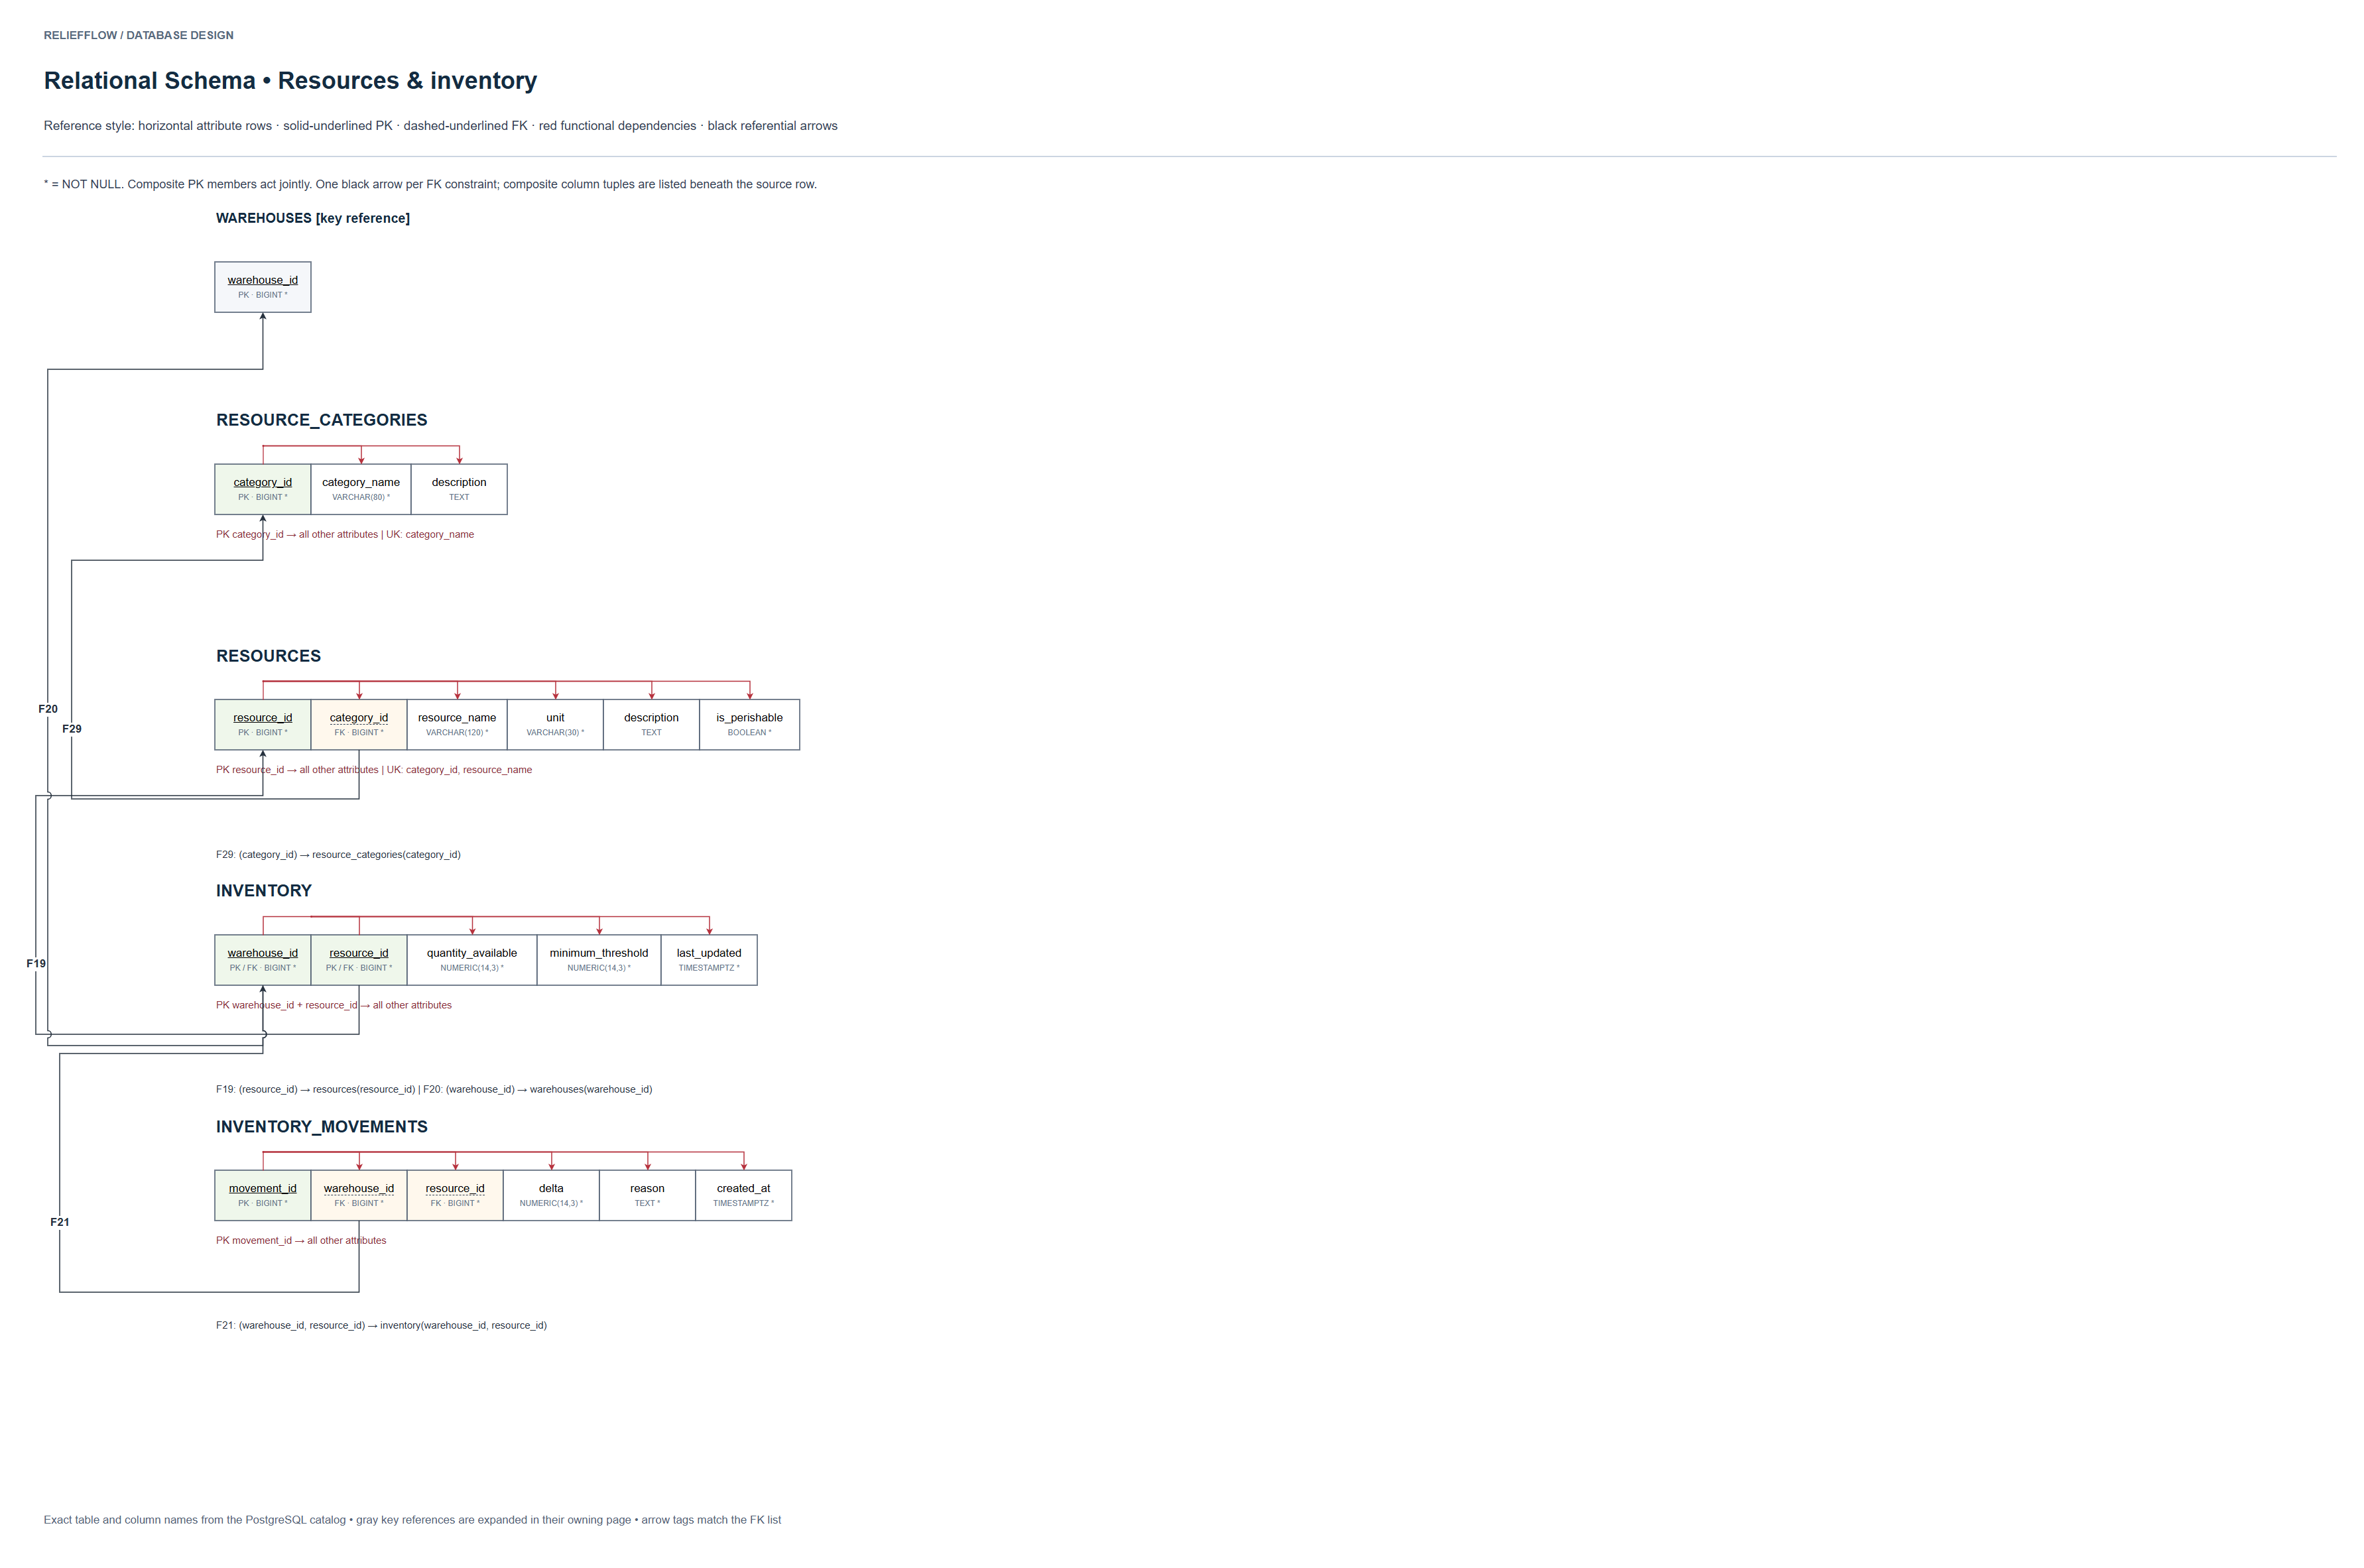 RELIEFFLOW / DATABASE DESIGN
Relational Schema • Resources & inventory
Reference style: horizontal attribute rows · solid-underlined PK · dashed-underlined FK · red functional dependencies · black referential arrows
* = NOT NULL. Composite PK members act jointly. One black arrow per FK constraint; composite column tuples are listed beneath the source row.
WAREHOUSES [key reference]
warehouse_id
PK · BIGINT *
RESOURCE_CATEGORIES
category_id category_name description
PK · BIGINT * VARCHAR(80) * TEXT
PK category_id → all other attributes | UK: category_name
RESOURCES
F20
F29
resource_id category_id resource_name unit description is_perishable
PK · BIGINT * FK · BIGINT * VARCHAR(120) * VARCHAR(30) * TEXT BOOLEAN *
PK resource_id → all other attributes | UK: category_id, resource_name
F29: (category_id) → resource_categories(category_id)
INVENTORY
F19
warehouse_id resource_id quantity_available minimum_threshold last_updated
PK / FK · BIGINT * PK / FK · BIGINT * NUMERIC(14,3) * NUMERIC(14,3) * TIMESTAMPTZ *
PK warehouse_id + resource_id → all other attributes
F19: (resource_id) → resources(resource_id) | F20: (warehouse_id) → warehouses(warehouse_id)
INVENTORY_MOVEMENTS
movement_id warehouse_id resource_id delta reason created_at
PK · BIGINT * FK · BIGINT * FK · BIGINT * NUMERIC(14,3) * TEXT * TIMESTAMPTZ *
F21
PK movement_id → all other attributes
F21: (warehouse_id, resource_id) → inventory(warehouse_id, resource_id)
Exact table and column names from the PostgreSQL catalog • gray key references are expanded in their owning page • arrow tags match the FK list